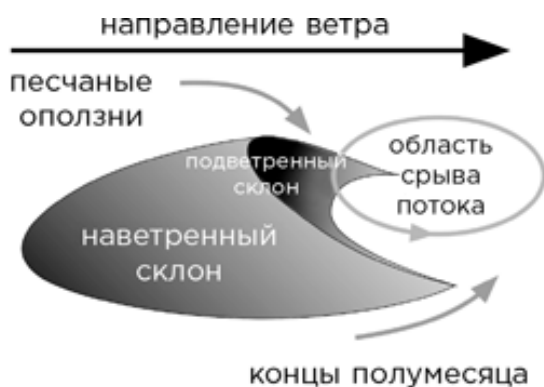 направление ветра
песчаные
оползни
подветренный
склон
область
срыва
потока
наветренный
склон
концы полумесяца